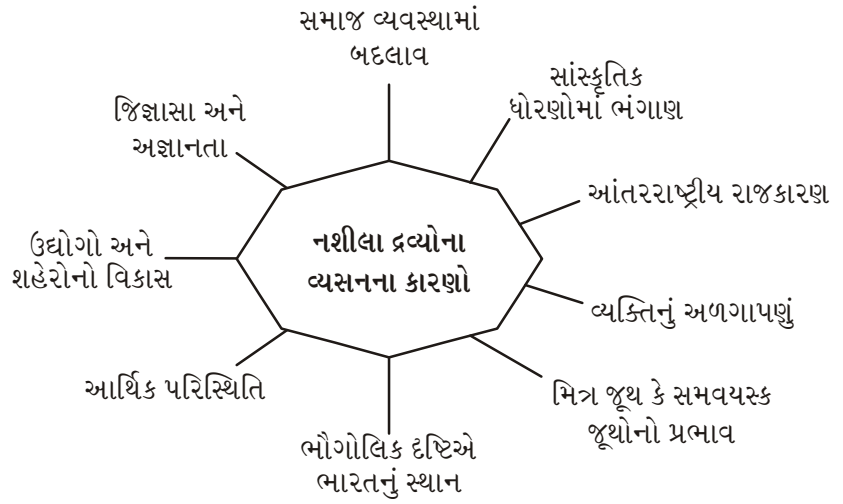 સમાજ વ્યવસ્થામાં
બદલાવ
સાંસ્કૃતિક
ધોરણોમાં ભંગાણ
જિજ્ઞાસા અને
અજ્ઞાનતા
આંતરરાષ્ટ્રીય રાજકારણ
નશીલા દ્રવ્યોના
વ્યસનના કારણો
ઉદ્યોગો અને
શહેરોનો વિકાસ
વ્યક્તિનું અળગાપણું
આર્થિક પરિસ્થિતિ
મિત્ર જૂથ કે સમવયસ્ક
જૂથોનો પ્રભાવ
ભૌગોલિક દૃષ્ટિએ
ભારતનું સ્થાન